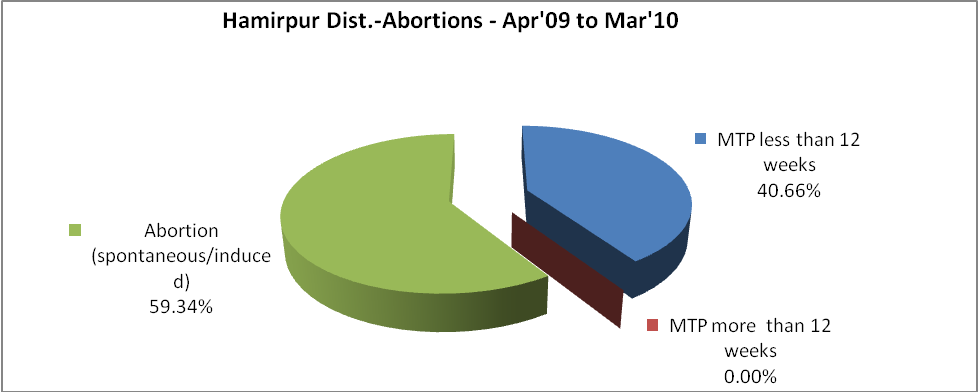 Hamirpur Dist.-Abortions - Apr'09 to Mar'10
MTP less than 12
weeks
40.66%
Abortion
(spontaneous/induce
d)
59.34%
MTP more than 12
weeks
0.00%